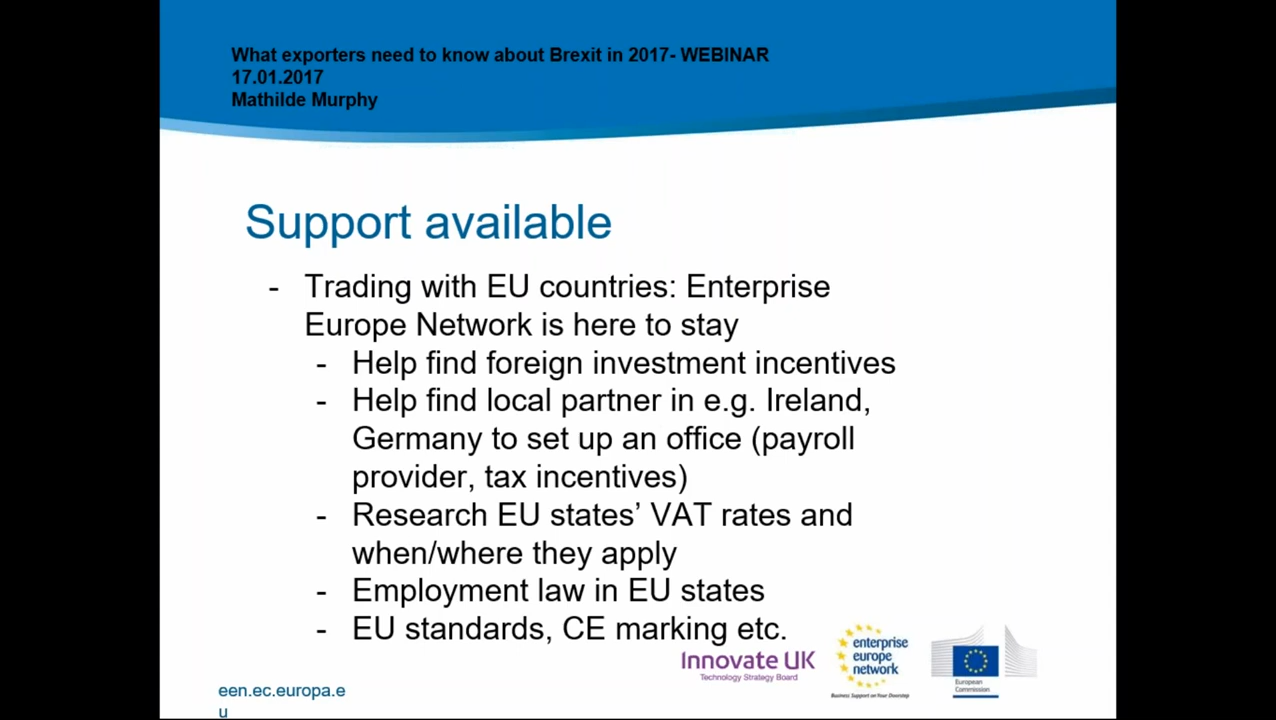 What exporters need to know about Brexit in 2017- WEBINAR
17.01.2017
Mathilde Murphy
Support available
- Trading with EU countries: Enterprise
Europe Network is here to stay
- Help find foreign investment incentives
- Help find local partner in e.g. Ireland,
Germany to set up an office (payroll
provider, tax incentives)
- Research EU states’ VAT rates and
when/where they apply
- Employment law in EU states
- EU standards, CE marking etc.
Innovate UK
Technology Strategy Board
enterprise
europe
network
Business Support on Your Doorstep
European
Commission
een.ec.europa.e
u